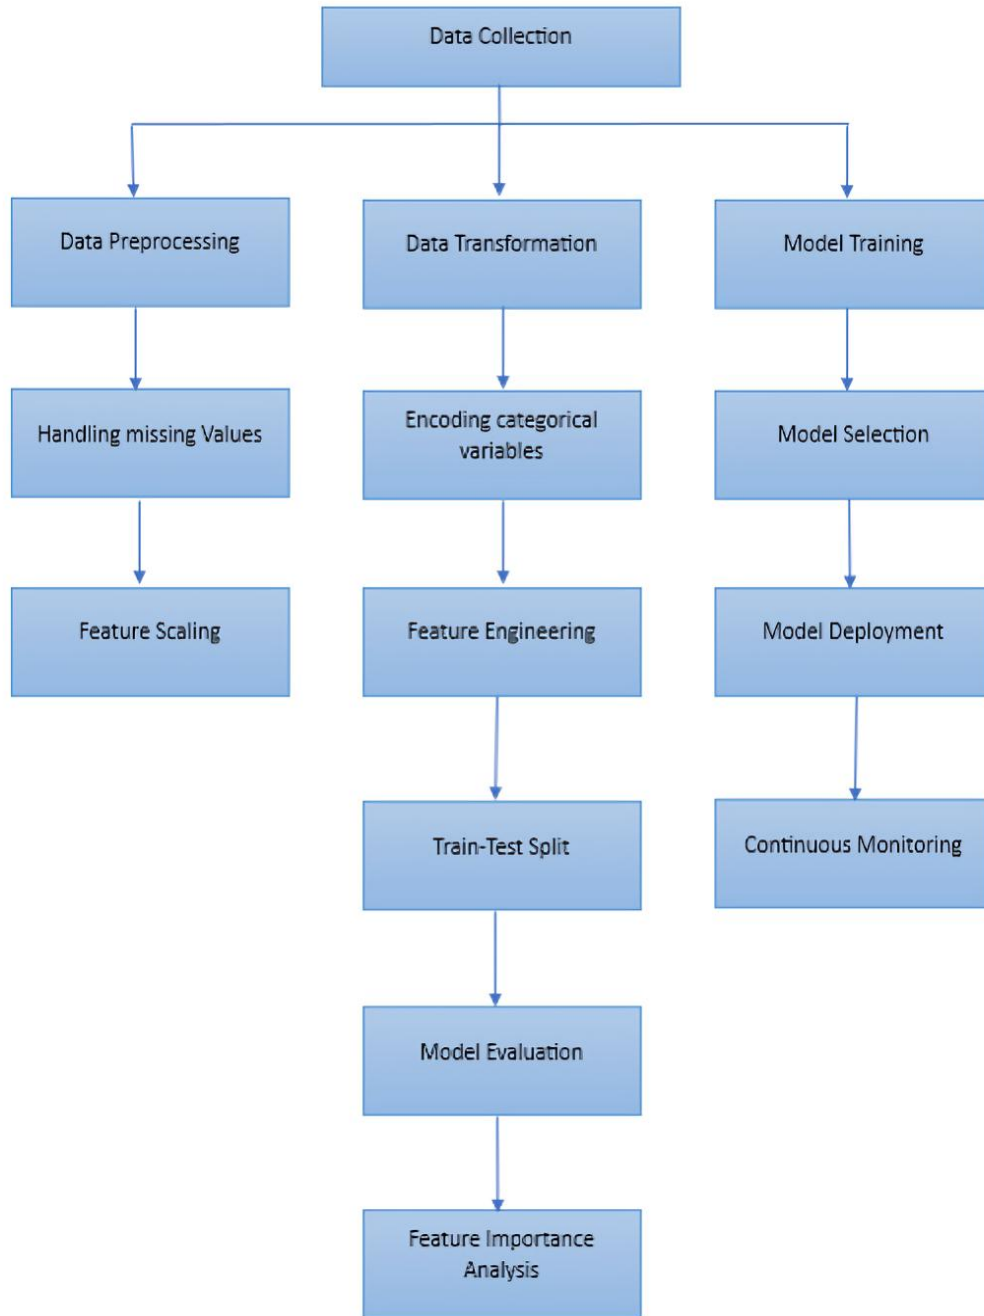 Data Collection
Data Preprocessing
Data Transformation
Model Training
Handling missing Values
Encoding categorical
variables
Model Selection
Feature Scaling
Feature Engineering
Model Deployment
Train-Test Split
Continuous Monitoring
Model Evaluation
Feature Importance
Analysis